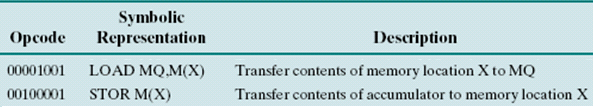 Symbolic
Opcode Representation Description
00001001 LOAD MQ,M(X) Transfer contents of memory location X to MQ
00100001 STOR M(X) Transfer contents of accumulator to memory location X